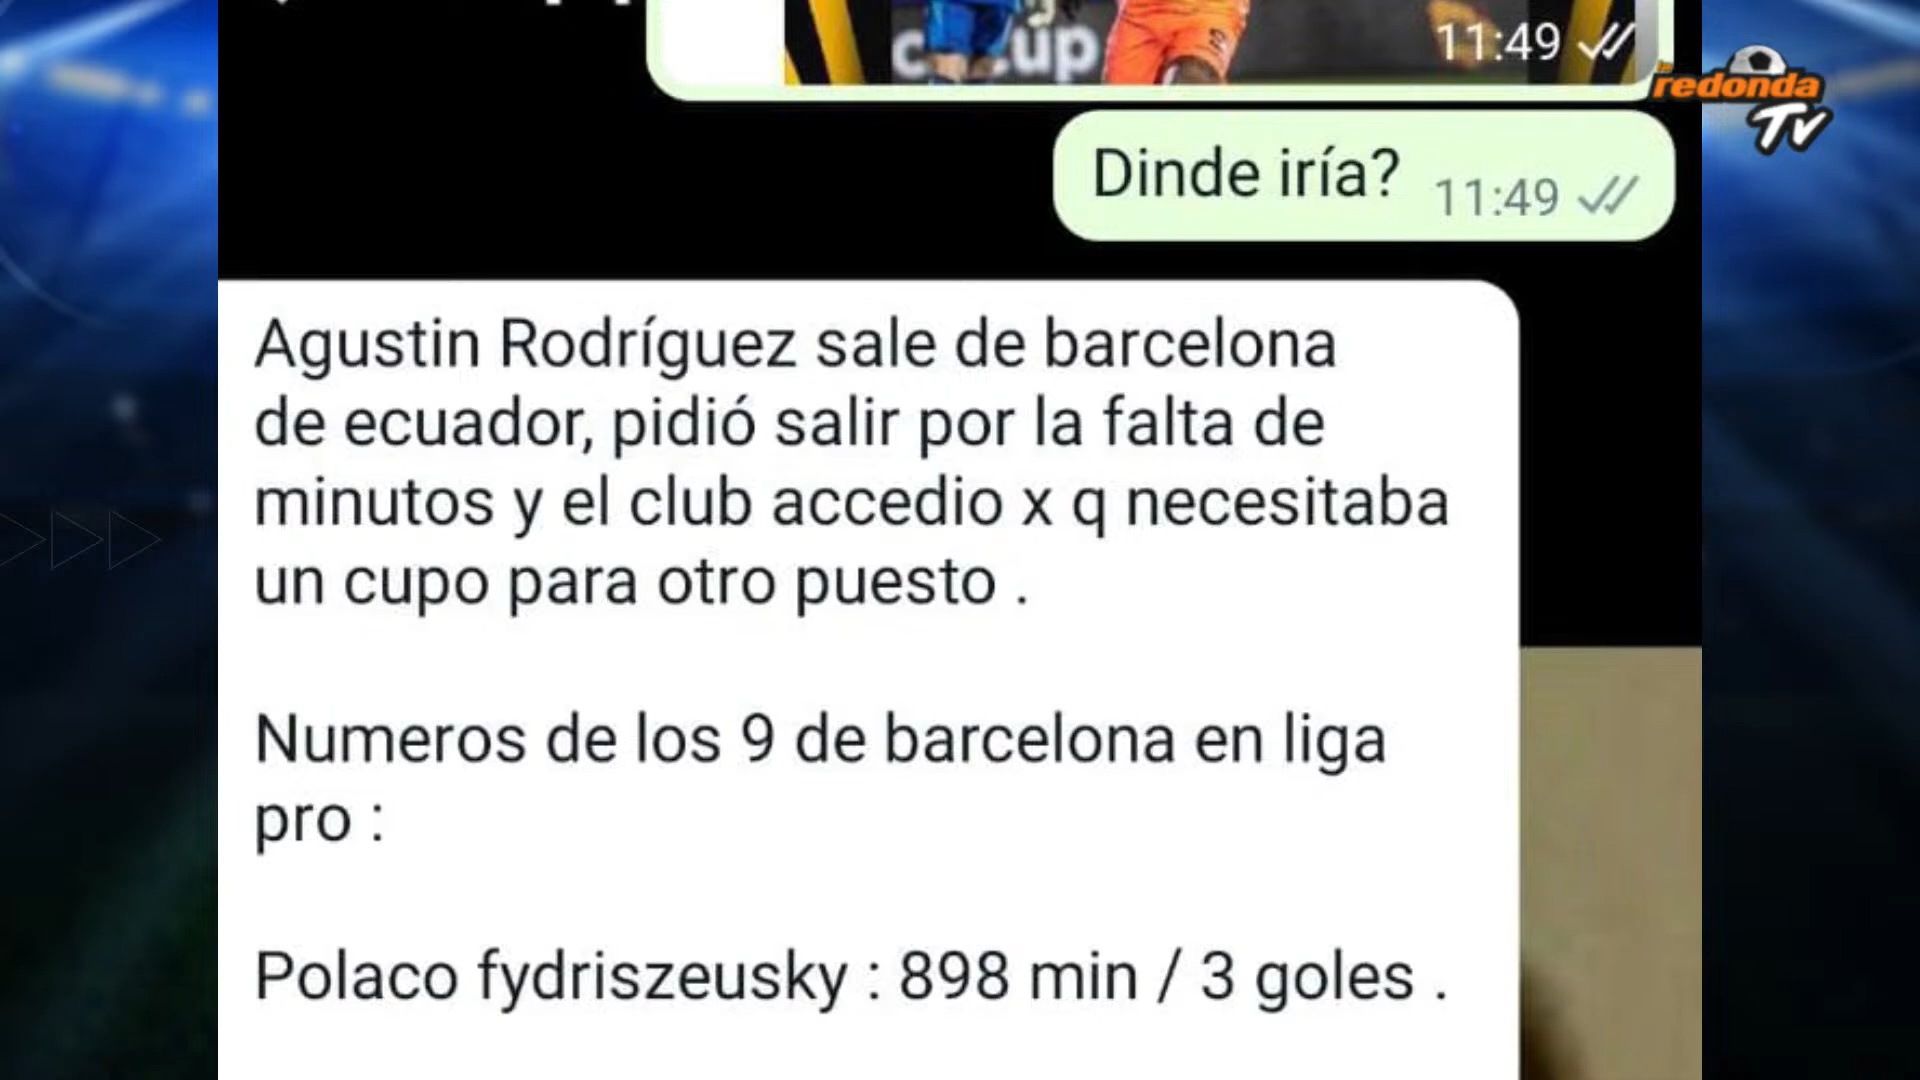 11:49
redonda
Tv
Dinde iría? 11:49
Agustin Rodríguez sale de barcelona
de ecuador, pidió salir por la falta de
minutos y el club accedio x q necesitaba
un cupo para otro puesto .
Numeros de los 9 de barcelona en liga
pro :
Polaco fydriszeusky : 898 min / 3 goles .